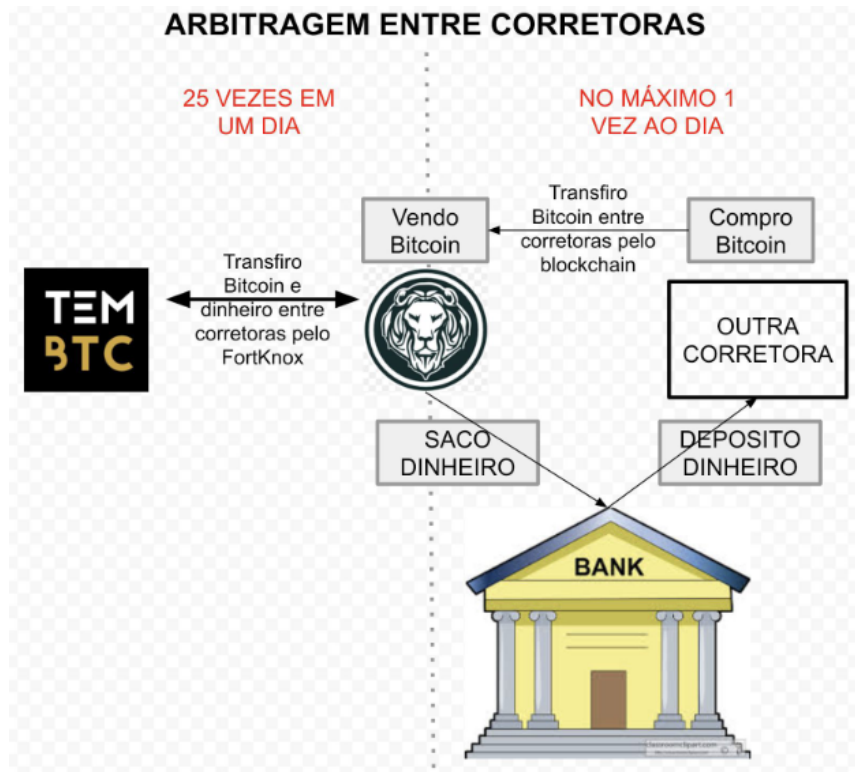 ARBITRAGEM ENTRE CORRETORAS
25 VEZES EM
UM DIA
NO MÁXIMO 1
VEZ AO DIA
Vendo
Bitcoin
Transfiro
Bitcoin entre
corretoras pelo
blockchain
Compro
Bitcoin
Transfiro
Bitcoin e
dinheiro entre
corretoras pelo
FortKnox
TEM
BTC
OUTRA
CORRETORA
SACO
DINHEIRO
DEPOSITO
DINHEIRO
BANK
classroomclipart.com ©